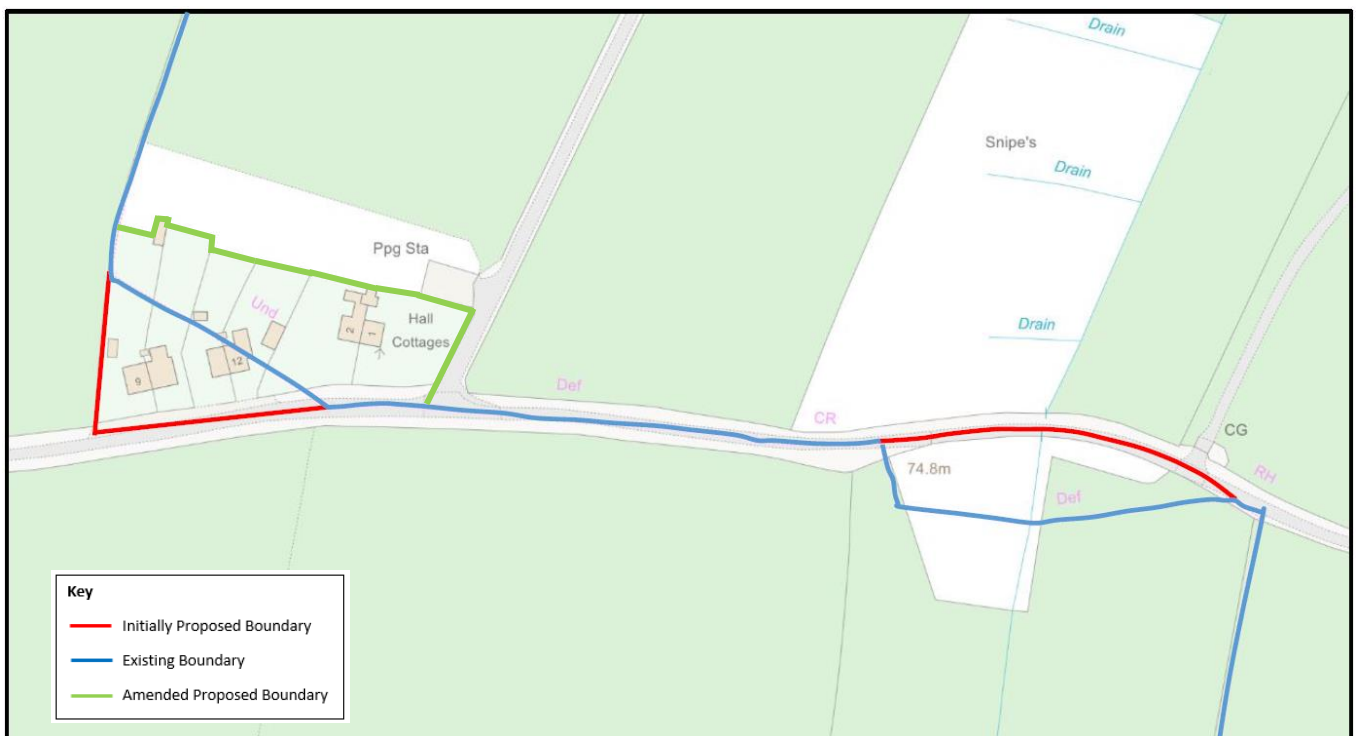 Drain
Snipe's
Drain
Ppg Sta
Und
Hall
Cottages
2
1
Drain
12
9
Def
CR
CG
74.8m
RH
Def
Key
Initially Proposed Boundary
Existing Boundary
Amended Proposed Boundary